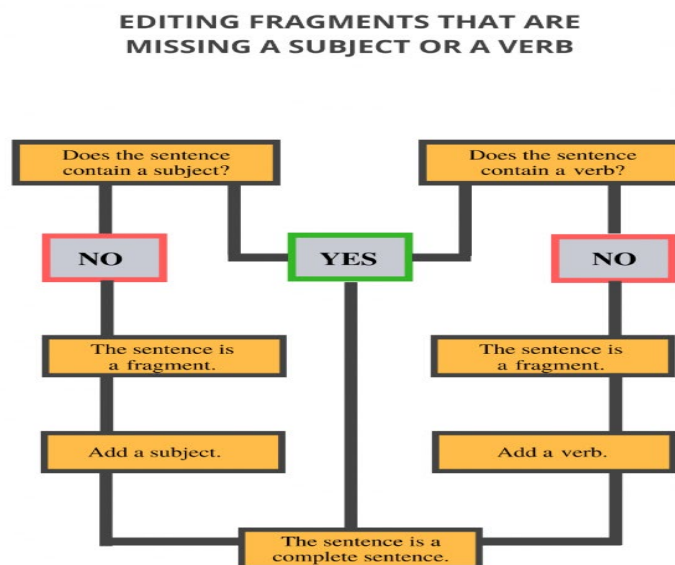 EDITING FRAGMENTS THAT ARE
MISSING A SUBJECT OR A VERB
Does the sentence
contain a subject?
Does the sentence
contain a verb?
NO
YES
NO
The sentence is
a fragment.
The sentence is
a fragment.
Add a subject.
Add a verb.
The sentence is a
complete sentence.